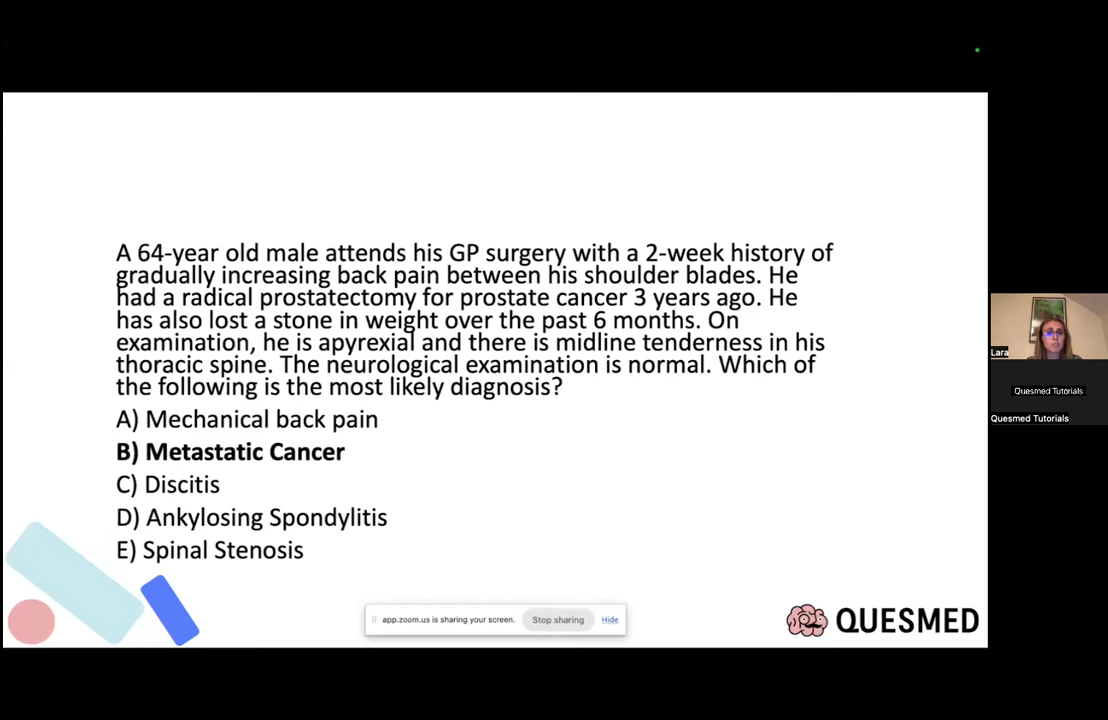 A 64-year old male attends his GP surgery with a 2-week history of
gradually increasing back pain between his shoulder blades. He
had a radical prostatectomy for prostate cancer 3 years ago. He
has also lost a stone in weight over the past 6 months. On
examination, he is apyrexial and there is midline tenderness in his
thoracic spine. The neurological examination is normal. Which of
the following is the most likely diagnosis?
A) Mechanical back pain
B) Metastatic Cancer
C) Discitis
D) Ankylosing Spondylitis
E) Spinal Stenosis
app.zoom.us is sharing your screen. Stop sharing Hide
QUESMED
Lara
Quesmed Tutorials
Quesmed Tutorials